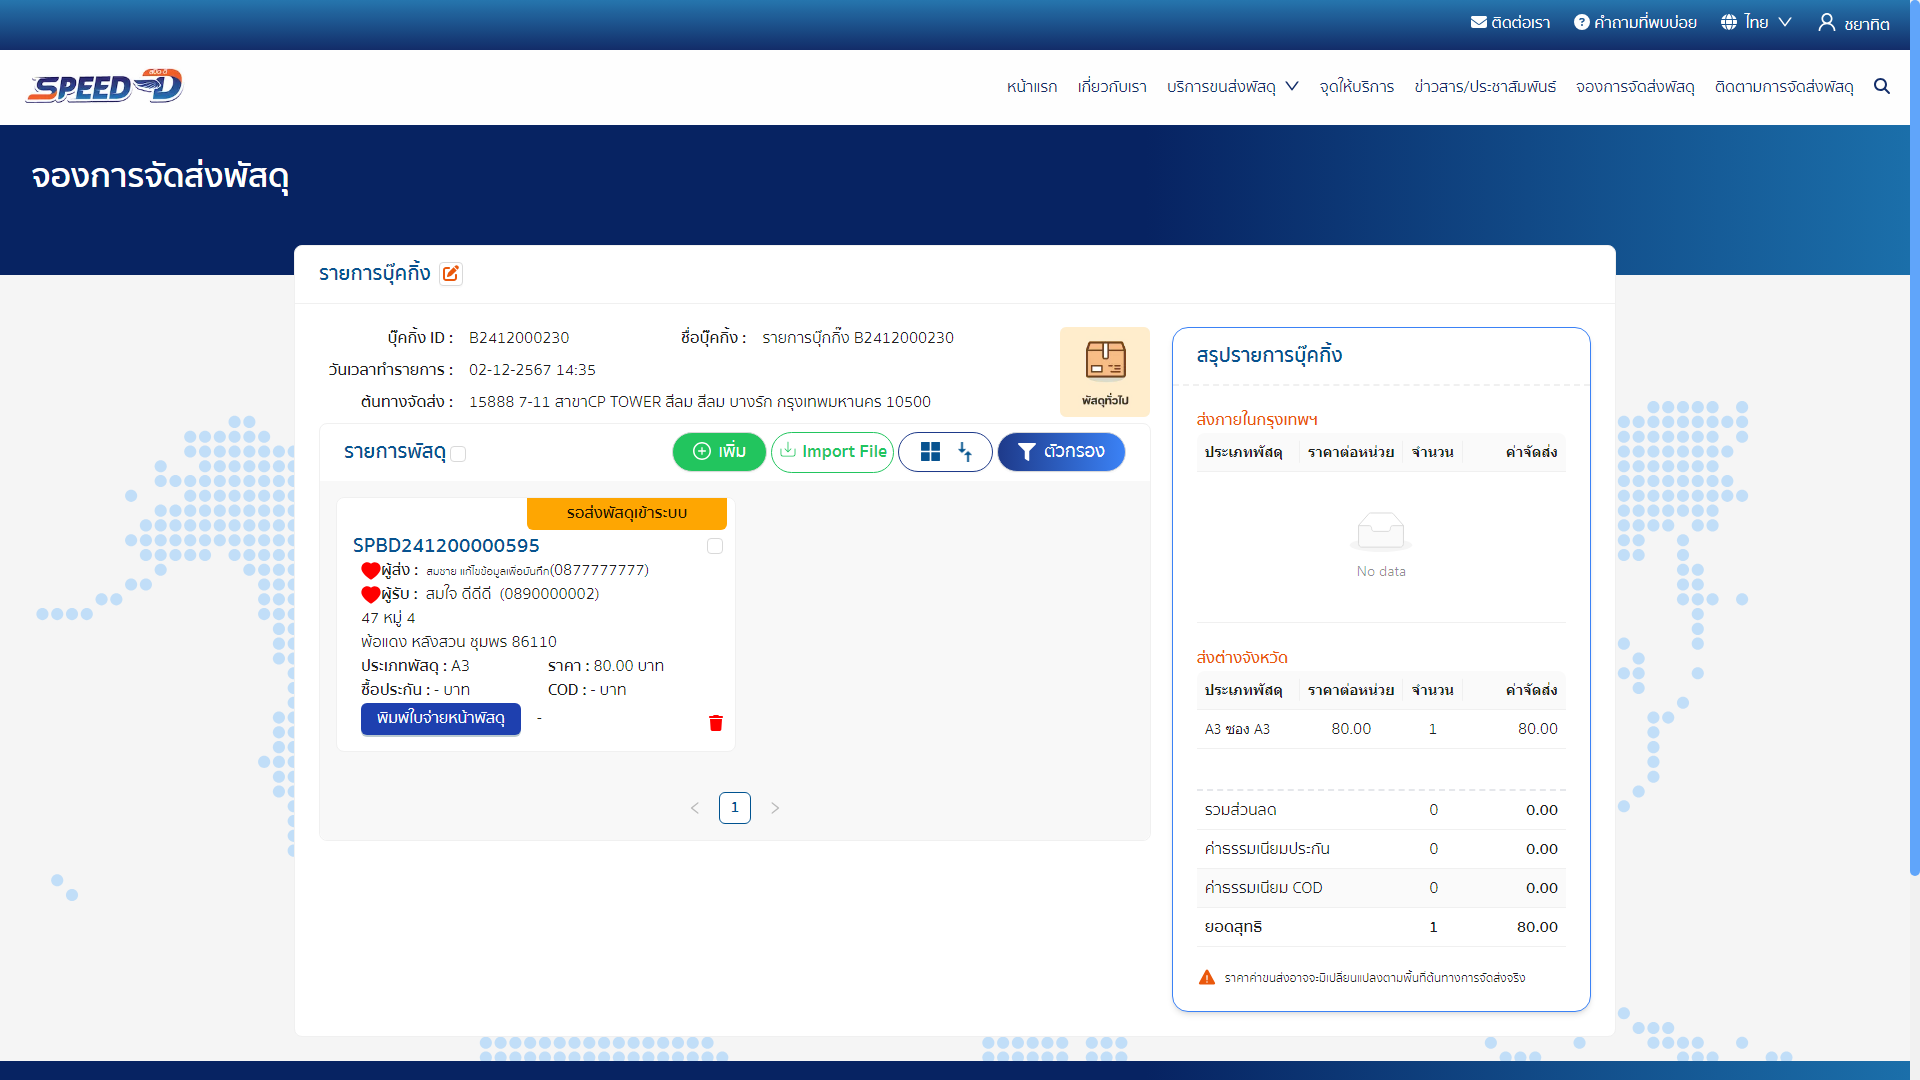 ติดต่อเรา คำถามที่พบบ่อย ไทย ชยาทิต
สปีด-ดี
SPEED-D
หน้าแรก เกี่ยวกับเรา บริการขนส่งพัสดุ จุดให้บริการ ข่าวสาร/ประชาสัมพันธ์ จองการจัดส่งพัสดุ ติดตามการจัดส่งพัสดุ
จองการจัดส่งพัสดุ
รายการบุ๊คกิ้ง
บุ๊คกิ้ง ID : B2412000230 ชื่อบุ๊คกิ้ง : รายการบุ๊กกิ๊ง B2412000230
วันเวลาทำรายการ : 02-12-2567 14:35
ต้นทางจัดส่ง : 15888 7-11 สาขาCP TOWER สีลม สีลม บางรัก กรุงเทพมหานคร 10500
พัสดุทั่วไป
รายการพัสดุ เพิ่ม Import File ตัวกรอง
รอส่งพัสดุเข้าระบบ
SPBD241200000595
ผู้ส่ง : สมชาย แก้ไขข้อมูลเพื่อบันทึก(0877777777)
ผู้รับ : สมใจ ดีดีดี (0890000002)
47 หมู่ 4
พ้อแดง หลังสวน ชุมพร 86110
ประเภทพัสดุ : A3 ราคา : 80.00 บาท
ซื้อประกัน : - บาท COD : - บาท
พิมพ์ใบจ่ายหน้าพัสดุ -
1
สรุปรายการบุ๊คกิ้ง
ส่งภายในกรุงเทพฯ
ประเภทพัสดุ ราคาต่อหน่วย จำนวน ค่าจัดส่ง
No data
ส่งต่างจังหวัด
ประเภทพัสดุ ราคาต่อหน่วย จำนวน ค่าจัดส่ง
A3 ซอง A3 80.00 1 80.00
รวมส่วนลด 0 0.00
ค่าธรรมเนียมประกัน 0 0.00
ค่าธรรมเนียม COD 0 0.00
ยอดสุทธิ 1 80.00
ราคาค่าขนส่งอาจจะมีเปลี่ยนแปลงตามพื้นที่ต้นทางการจัดส่งจริง